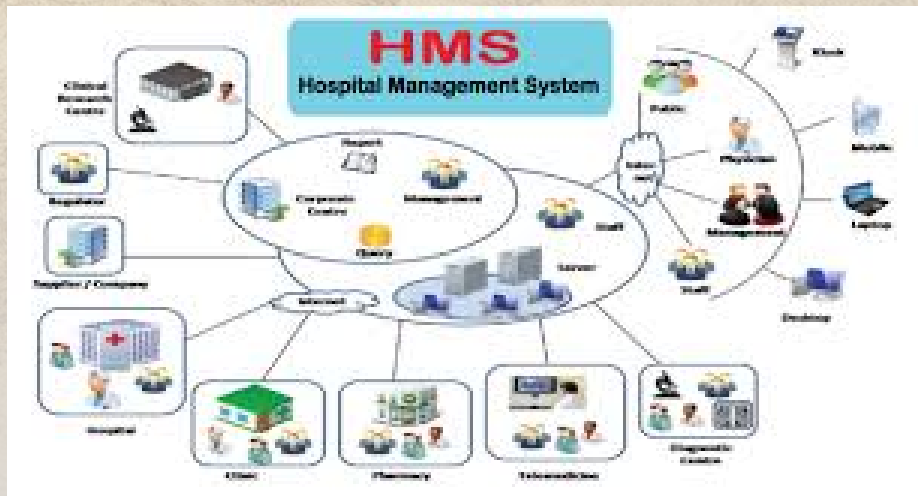 HMS
Hospital Management System
Clinical
Research Centre
Kiosk
Public
Report
Physician
Mobile
Regulator
Corporate
Centre
Management
Staff
Management
Laptop
Query
Server
Staff
Supplier / Company
Internet
Desktop
Hospital
Clinic
Pharmacy
Telemedicine
Diagnostic
Centre